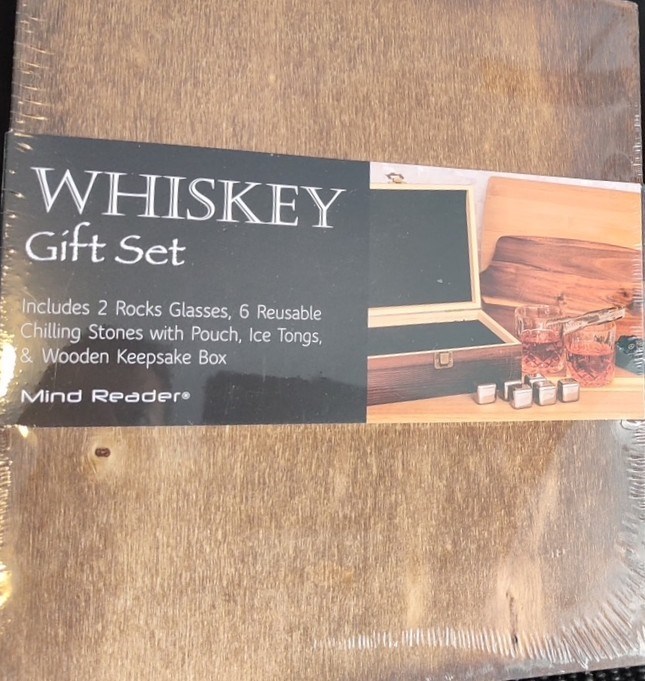 WHISKEY
Gift Set
Includes 2 Rocks Glasses, 6 Reusable
Chilling Stones with Pouch, Ice Tongs,
& Wooden Keepsake Box
Mind Reader®